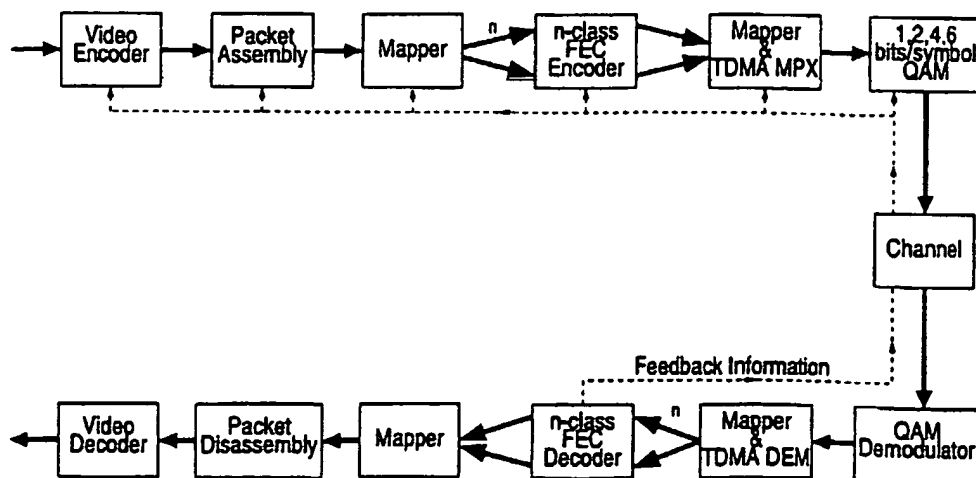 Video
Encoder
Packet
Assembly
Mapper
n
n-class
FEC
Encoder
Mapper
&
TDMA MPX
1,2,4,6
bits/symbol
QAM
Channel
Feedback Information
Video
Decoder
Packet
Disassembly
Mapper
n-class
FEC
Decoder
n
Mapper
&
TDMA DEM
QAM
Demodulator